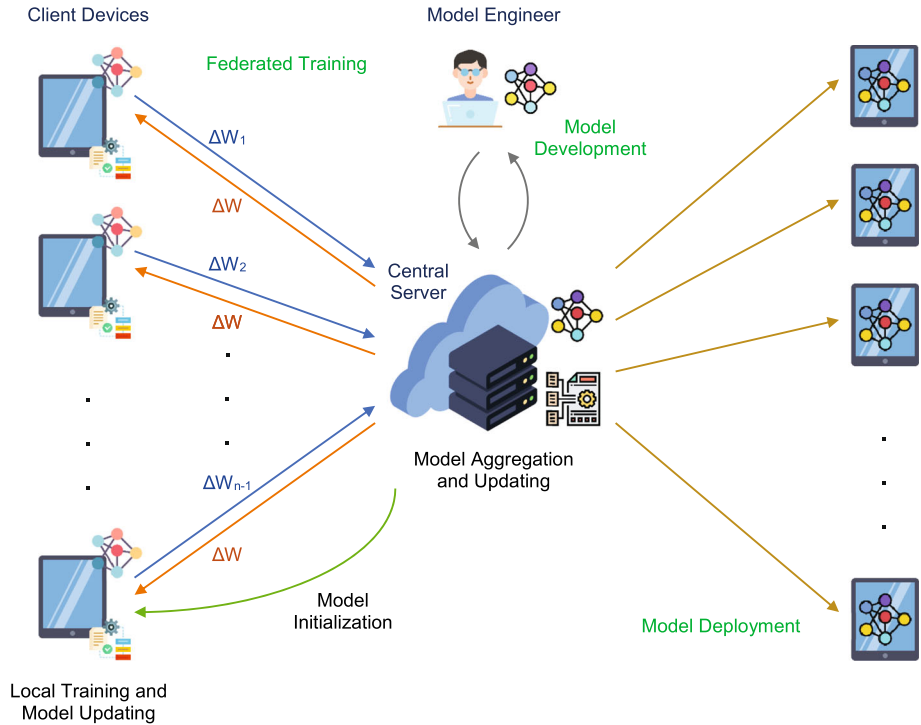 Client Devices
Model Engineer
Federated Training
Model
Development
ΔW₁
ΔW
ΔW₂
ΔW
Central
Server
Model Aggregation
and Updating
ΔWₙ₋₁
ΔW
Model
Initialization
Model Deployment
Local Training and
Model Updating